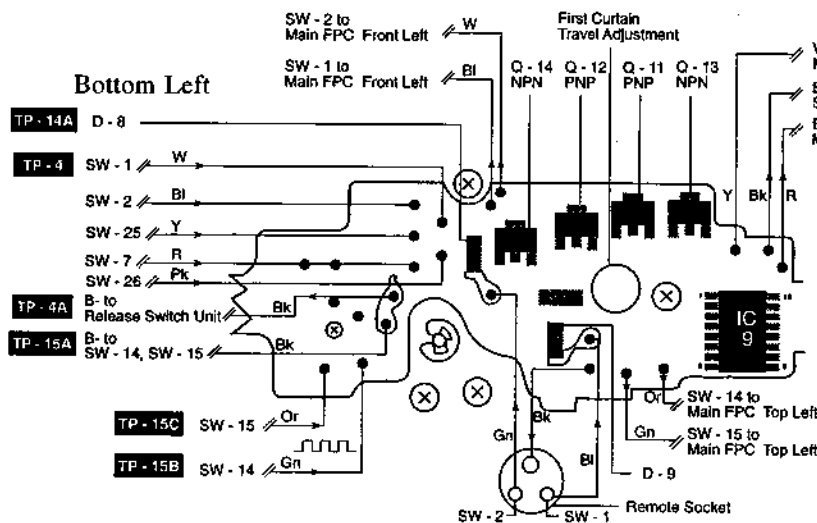 SW - 2 to
Main FPC Front Left
W
SW - 1 to
Main FPC Front Left
Bl
First Curtain
Travel Adjustment
Q - 14
NPN
Q - 12
PNP
Q - 11
PNP
Q - 13
NPN
Bottom Left
TP - 14A D - 8
TP - 4 SW - 1 W
SW - 2 Bl
SW - 25 Y
SW - 7 R
SW - 26 Pk
TP - 4A B- to
Release Switch Unit Bk
TP - 15A B- to
SW - 14, SW - 15 Bk
Y Bk R
IC
9
TP - 15C SW - 15 Or
TP - 15B SW - 14 Gn
Gn Bk Bl
Or SW - 14 to
Main FPC Top Left
Gn SW - 15 to
Main FPC Top Left
D - 9
Remote Socket
SW - 2 SW - 1